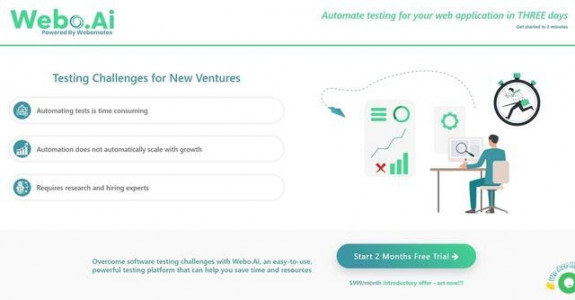 Webo.Ai
Powered By Webomates
Automate testing for your web application in THREE days
Get started in 2 minutes
Testing Challenges for New Ventures
Automating tests is time consuming
Automation does not automatically scale with growth
Requires research and hiring experts
Overcome software testing challenges with Webo.Ai, an easy-to-use,
powerful testing platform that can help you save time and resources
Start 2 Months Free Trial →
$999/month Introductory offer - act now!!!